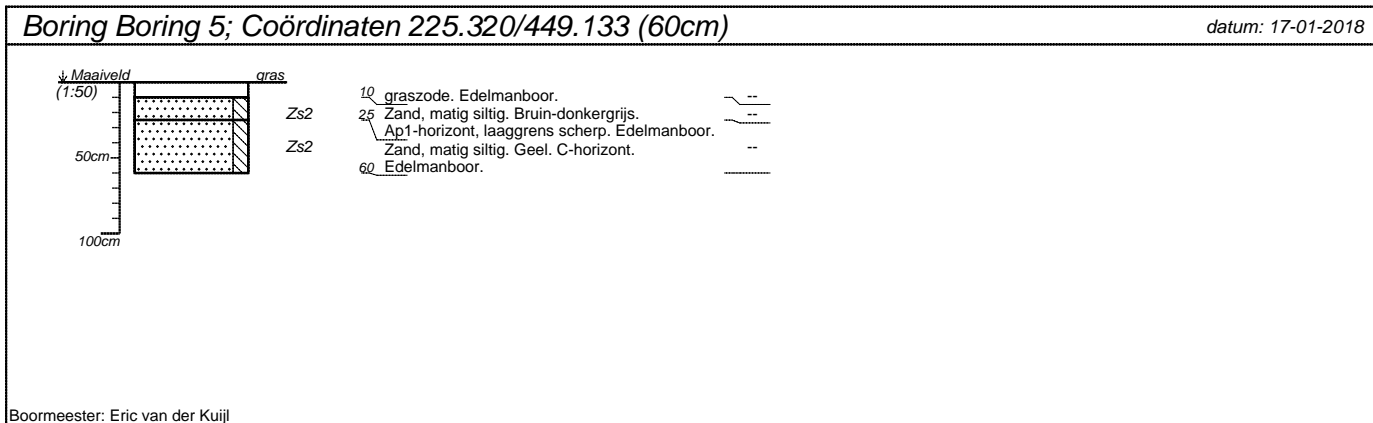 Boring Boring 5; Coördinaten 225.320/449.133 (60cm)
datum: 17-01-2018
Maaiveld
gras
(1:50)
10 graszode. Edelmanboor. --
Zs2
25 Zand, matig siltig. Bruin-donkergrijs. --
Ap1-horizont, laaggrens scherp. Edelmanboor.
Zs2
Zand, matig siltig. Geel. C-horizont. --
50cm
60 Edelmanboor.
100cm
Boormeester: Eric van der Kuijl